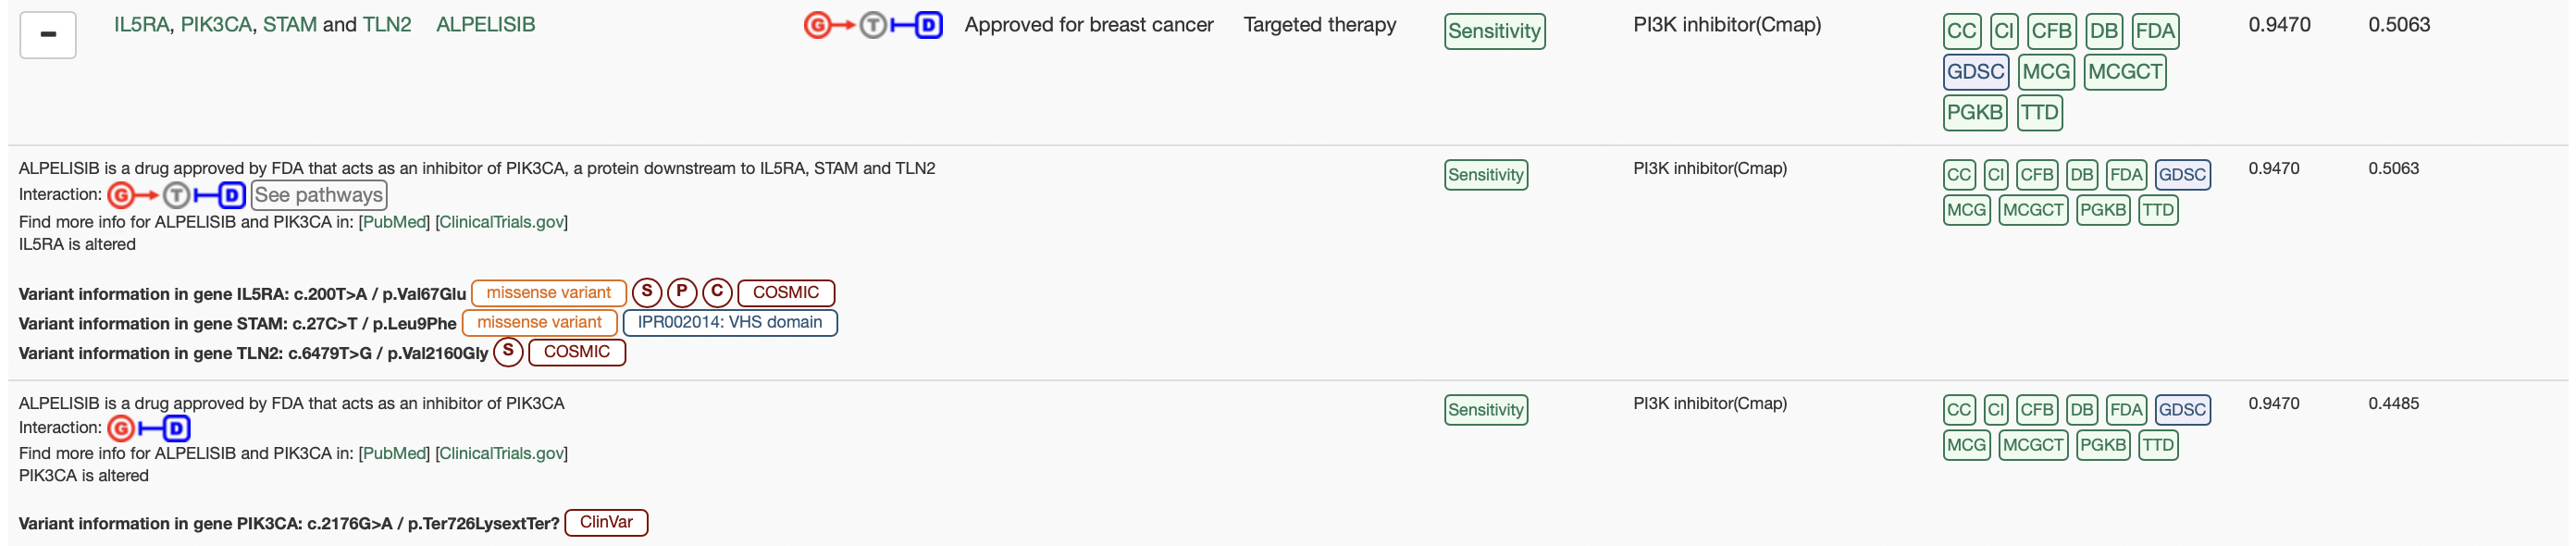 IL5RA, PIK3CA, STAM and TLN2 ALPELISIB G T D Approved for breast cancer Targeted therapy Sensitivity PI3K inhibitor(Cmap) CC CI CFB DB FDA 0.9470 0.5063
GDSC MCG MCGCT
PGKB TTD
ALPELISIB is a drug approved by FDA that acts as an inhibitor of PIK3CA, a protein downstream to IL5RA, STAM and TLN2 Sensitivity PI3K inhibitor(Cmap) CC CI CFB DB FDA GDSC 0.9470 0.5063
Interaction: G T D See pathways MCG MCGCT PGKB TTD
Find more info for ALPELISIB and PIK3CA in: [PubMed] [ClinicalTrials.gov]
IL5RA is altered
Variant information in gene IL5RA: c.200T>A / p.Val67Glu missense variant S P C COSMIC
Variant information in gene STAM: c.27C>T / p.Leu9Phe missense variant IPR002014: VHS domain
Variant information in gene TLN2: c.6479T>G / p.Val2160Gly S COSMIC
ALPELISIB is a drug approved by FDA that acts as an inhibitor of PIK3CA Sensitivity PI3K inhibitor(Cmap) CC CI CFB DB FDA GDSC 0.9470 0.4485
Interaction: G D MCG MCGCT PGKB TTD
Find more info for ALPELISIB and PIK3CA in: [PubMed] [ClinicalTrials.gov]
PIK3CA is altered
Variant information in gene PIK3CA: c.2176G>A / p.Ter726LysextTer? ClinVar